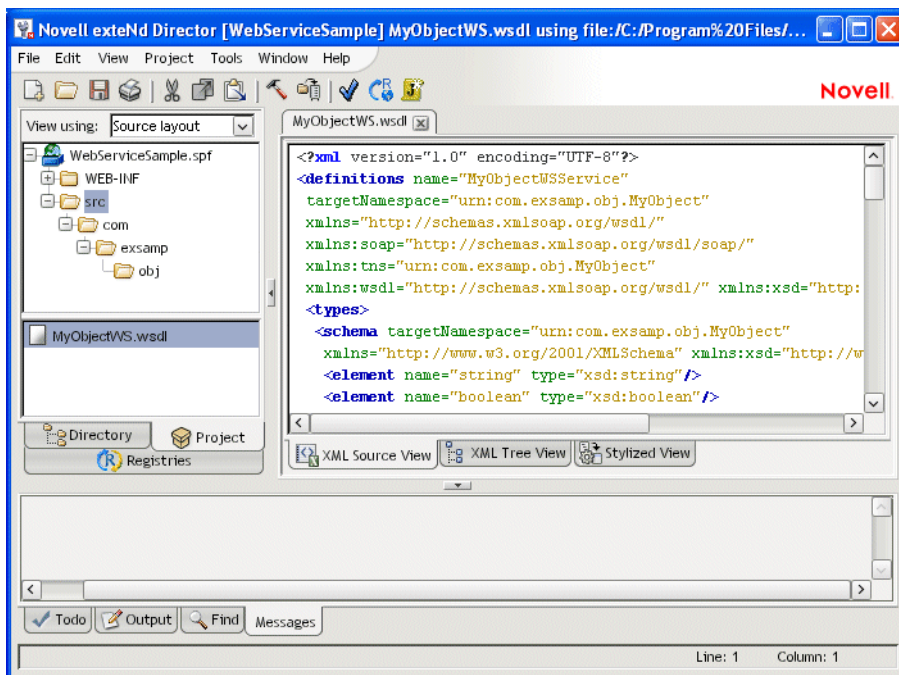 Novell exteNd Director [WebServiceSample] MyObjectWS.wsdl using file:/C:/Program%20Files/...
File Edit View Project Tools Window Help
Novell
View using: Source layout
WebServiceSample.spf
WEB-INF
src
com
exsamp
obj
MyObjectWS.wsdl
Directory Project
Registries
MyObjectWS.wsdl
<?xml version="1.0" encoding="UTF-8"?>
<definitions name="MyObjectWSService"
targetNamespace="urn:com.exsamp.obj.MyObject"
xmlns="http://schemas.xmlsoap.org/wsdl/"
xmlns:soap="http://schemas.xmlsoap.org/wsdl/soap/"
xmlns:tns="urn:com.exsamp.obj.MyObject"
xmlns:wsdl="http://schemas.xmlsoap.org/wsdl/" xmlns:xsd="http:
<types>
<schema targetNamespace="urn:com.exsamp.obj.MyObject"
xmlns="http://www.w3.org/2001/XMLSchema" xmlns:xsd="http://w
<element name="string" type="xsd:string"/>
<element name="boolean" type="xsd:boolean"/>
XML Source View XML Tree View Stylized View
Todo Output Find Messages
Line: 1 Column: 1